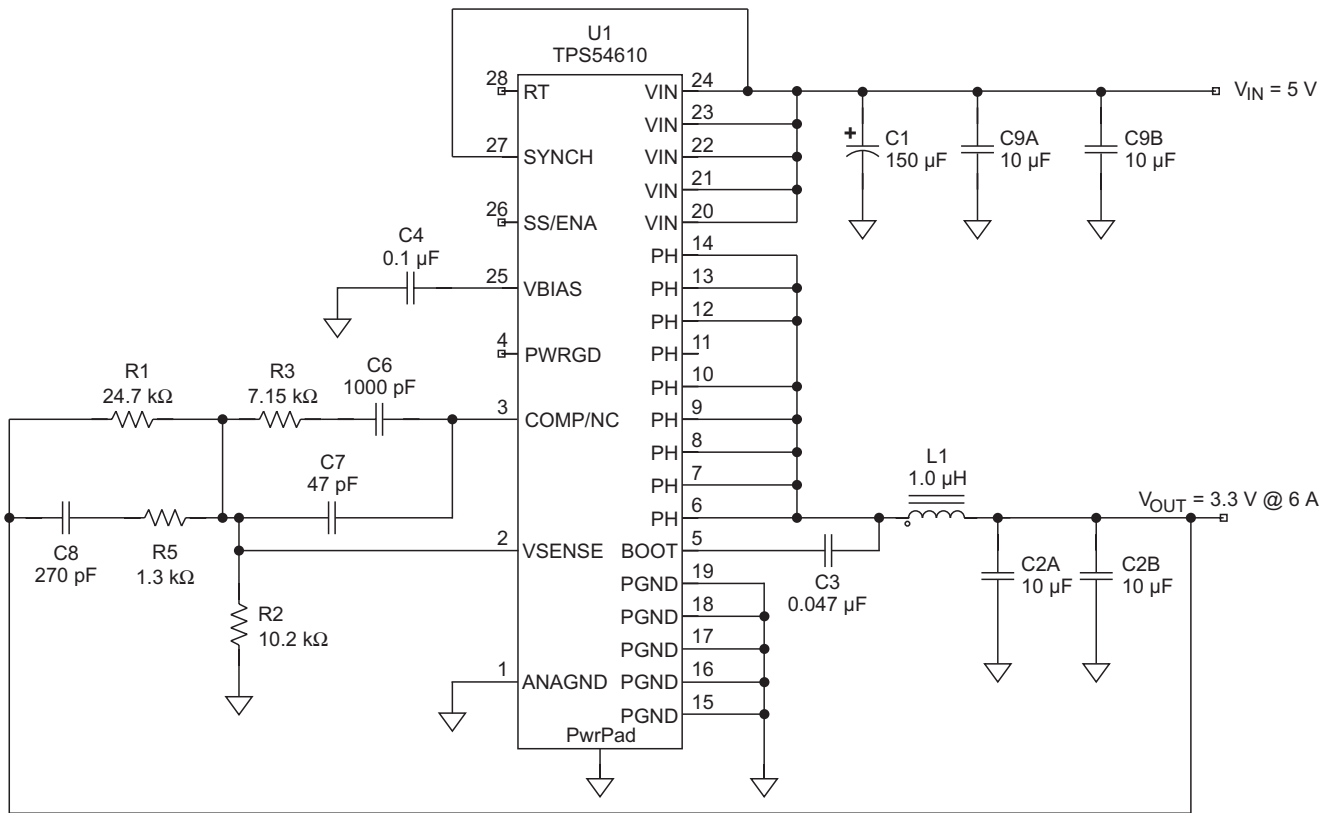 U1
TPS54610
28
RT
VIN
24
VIN
23
27
SYNCH
VIN
22
VIN
21
26
SS/ENA
VIN
20
PH
14
25
VBIAS
PH
13
PH
12
4
PWRGD
PH
11
PH
10
3
COMP/NC
PH
9
PH
8
PH
7
PH
6
2
VSENSE
BOOT
5
PGND
19
PGND
18
PGND
17
1
ANAGND
PGND
16
PGND
15
PwrPad
V_IN = 5 V
+
C1
150 µF
C9A
10 µF
C9B
10 µF
C4
0.1 µF
R1
24.7 kΩ
R3
7.15 kΩ
C6
1000 pF
C7
47 pF
C8
270 pF
R5
1.3 kΩ
R2
10.2 kΩ
L1
1.0 µH
V_OUT = 3.3 V @ 6 A
C3
0.047 µF
C2A
10 µF
C2B
10 µF